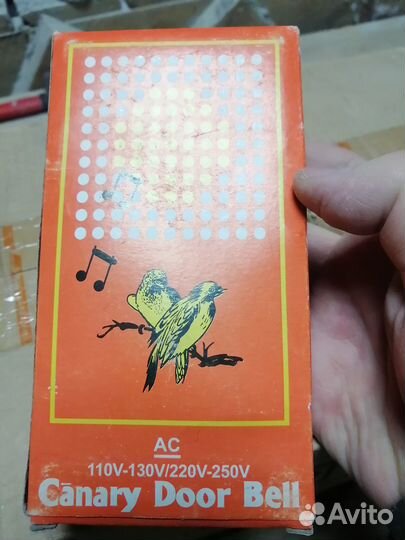 AC
110V-130V/220V-250V
Canary Door Bell
Avito